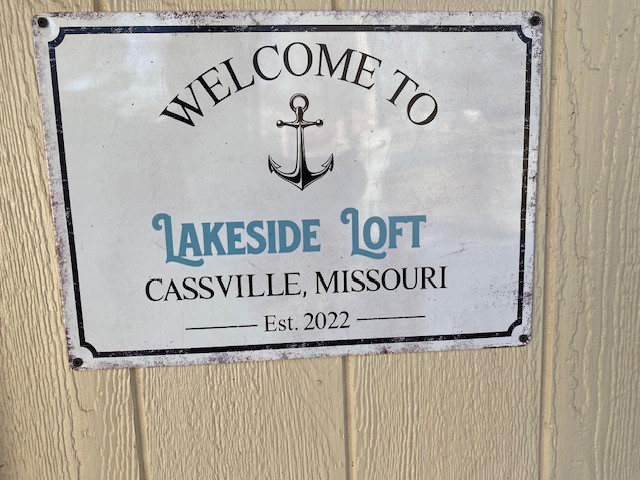 WELCOME TO
LAKESIDE LOFT
CASSVILLE, MISSOURI
Est. 2022